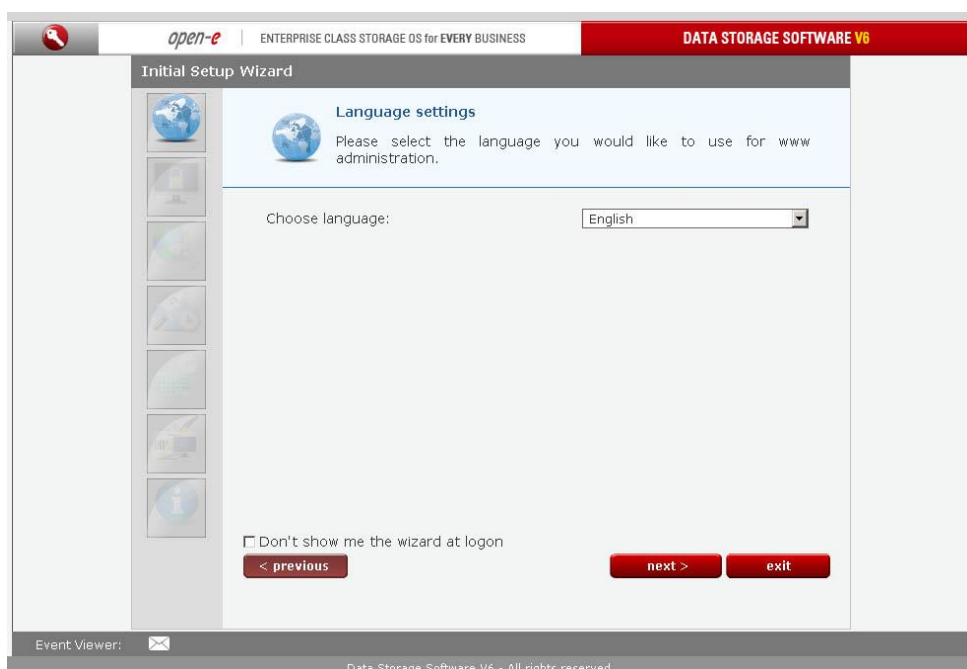 open-e ENTERPRISE CLASS STORAGE OS for EVERY BUSINESS DATA STORAGE SOFTWARE V6
Initial Setup Wizard
Language settings
Please select the language you would like to use for www
administration.
Choose language: English
Don't show me the wizard at logon
< previous next > exit
Event Viewer:
Data Storage Software V6 - All rights reserved